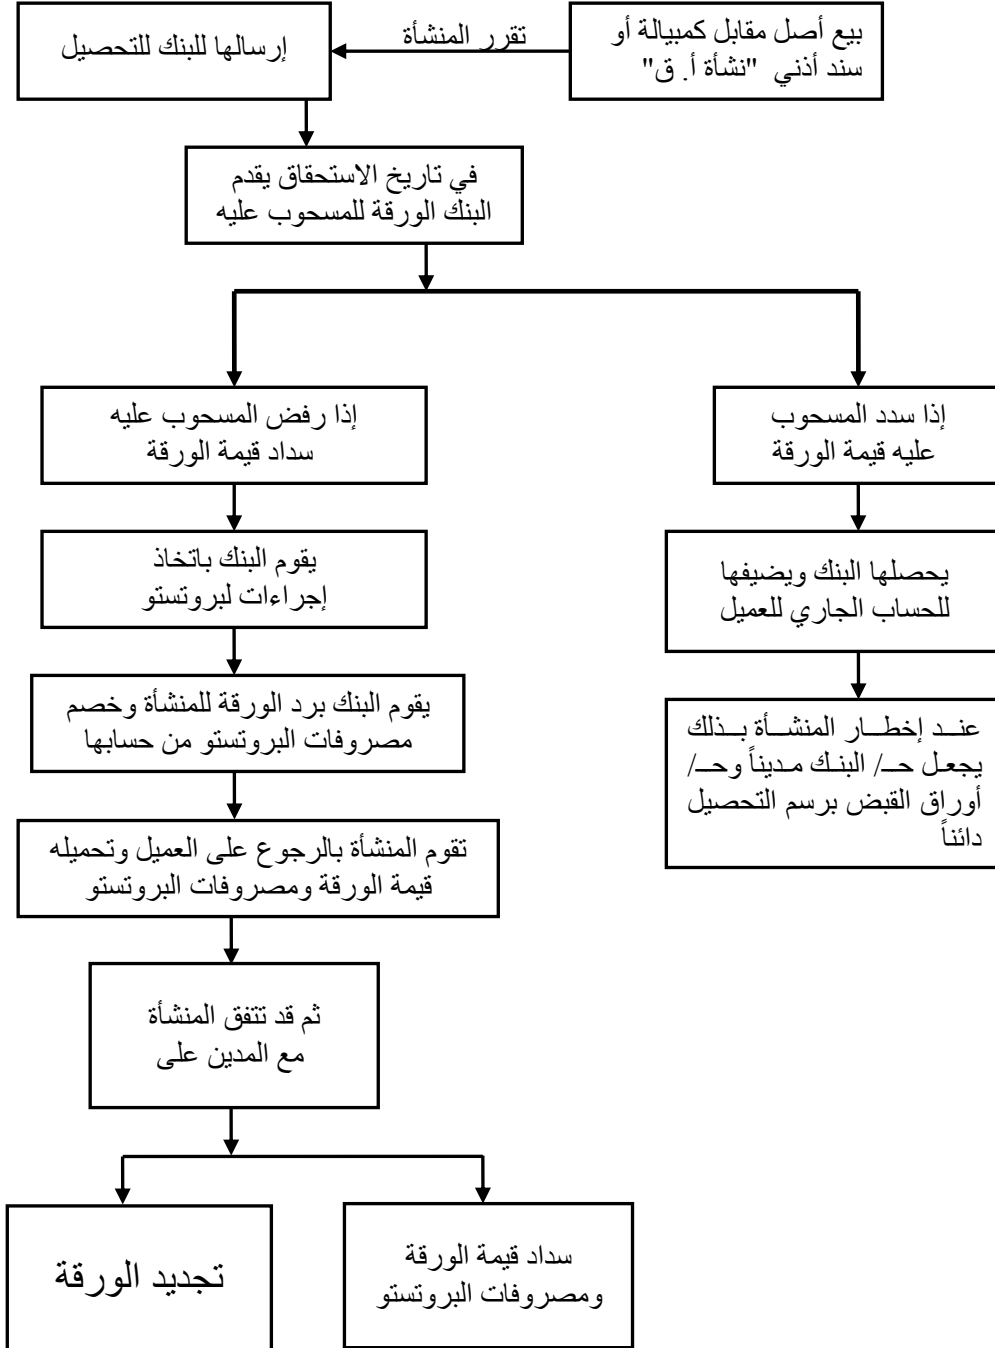 بيع أصل مقابل كمبيالة أو
سند أذني "نشأة أ. ق"
تقرر المنشأة
إرسالها للبنك للتحصيل
في تاريخ الاستحقاق يقدم
البنك الورقة للمسحوب عليه
إذا سدد المسحوب
عليه قيمة الورقة
يحصلها البنك ويضيفها
للحساب الجاري للعميل
عند إخطار المنشأة بذلك
يجعل حـ/ البنك مديناً وحـ/
أوراق القبض برسم التحصيل
دائناً
إذا رفض المسحوب عليه
سداد قيمة الورقة
يقوم البنك باتخاذ
إجراءات لبروتستو
يقوم البنك برد الورقة للمنشأة وخصم
مصروفات البروتستو من حسابها
تقوم المنشأة بالرجوع على العميل وتحميله
قيمة الورقة ومصروفات البروتستو
ثم قد تتفق المنشأة
مع المدين على
سداد قيمة الورقة
ومصروفات البروتستو
تجديد الورقة